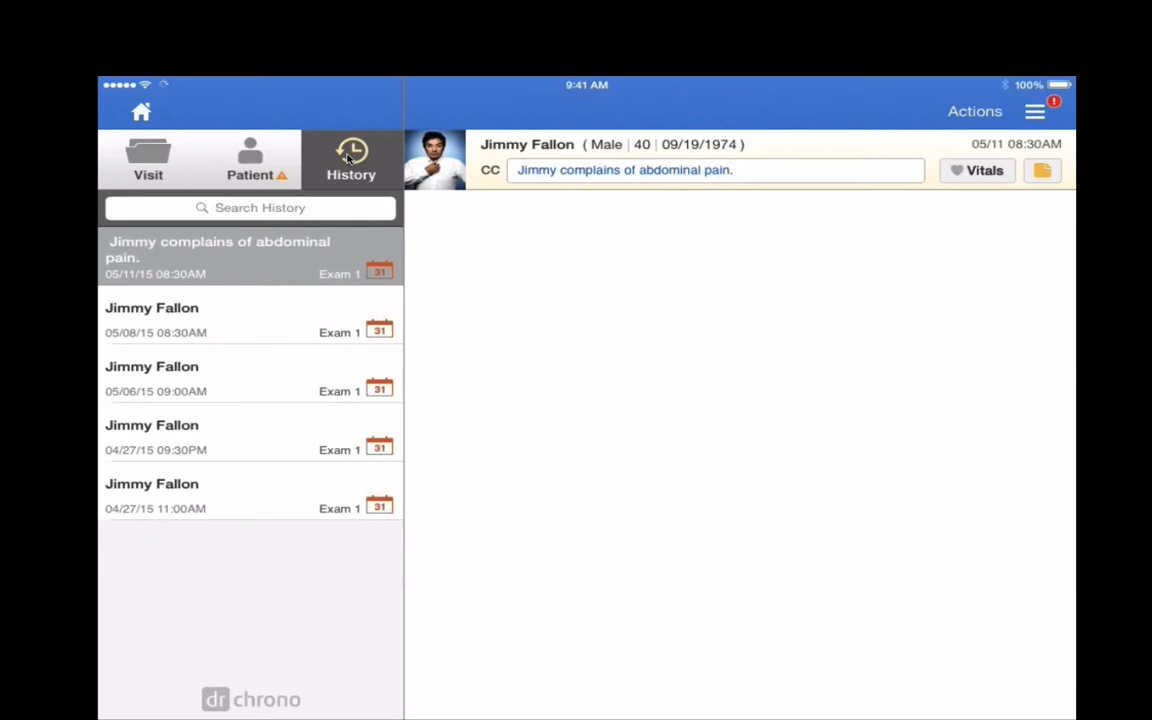 9:41 AM
100%
Actions
!
Visit
Patient
History
Jimmy Fallon ( Male | 40 | 09/19/1974 )
05/11 08:30AM
CC
Jimmy complains of abdominal pain.
Vitals
Search History
Jimmy complains of abdominal
pain.
05/11/15 08:30AM Exam 1 31
Jimmy Fallon
05/08/15 08:30AM Exam 1 31
Jimmy Fallon
05/06/15 09:00AM Exam 1 31
Jimmy Fallon
04/27/15 09:30PM Exam 1 31
Jimmy Fallon
04/27/15 11:00AM Exam 1 31
dr chrono